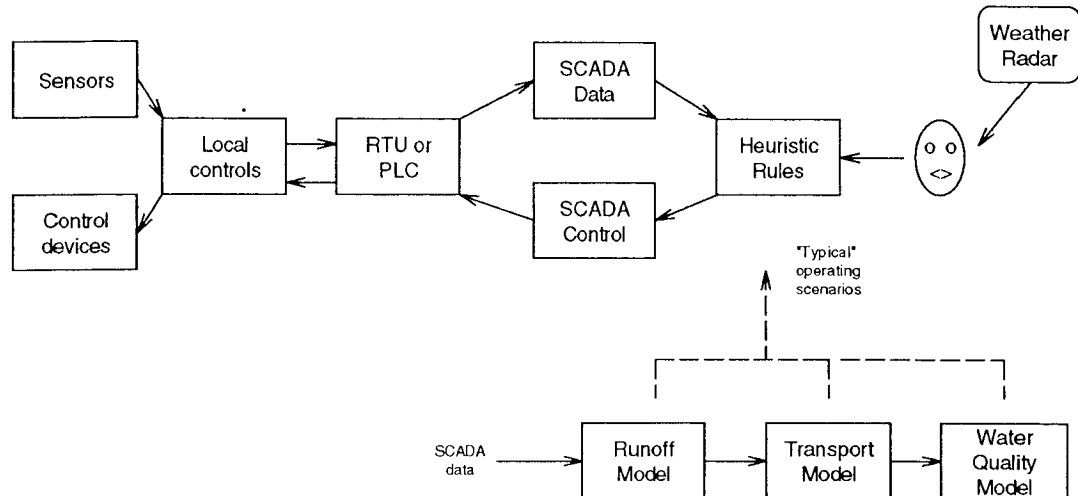 Weather
Radar
Sensors
SCADA
Data
Local
controls
RTU or
PLC
Heuristic
Rules
o o
<>
Control
devices
SCADA
Control
"Typical"
operating
scenarios
SCADA
data
Runoff
Model
Transport
Model
Water
Quality
Model